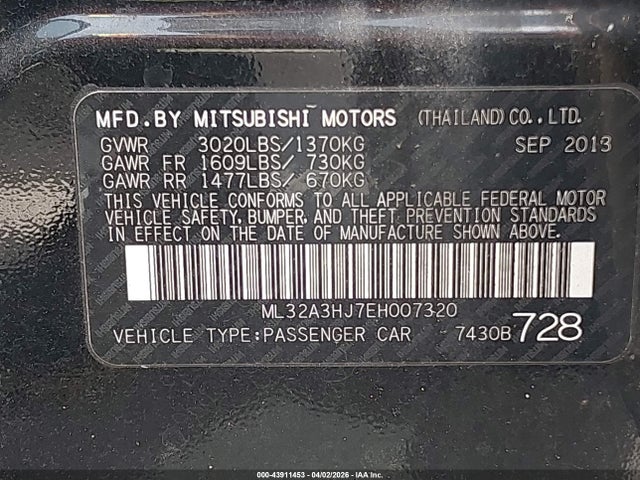 MFD. BY MITSUBISHI MOTORS (THAILAND) CO., LTD.
GVWR 3020LBS/1370KG SEP 2013
GAWR FR 1609LBS/ 730KG
GAWR RR 1477LBS/ 670KG
THIS VEHICLE CONFORMS TO ALL APPLICABLE FEDERAL MOTOR
VEHICLE SAFETY, BUMPER, AND THEFT PREVENTION STANDARDS
IN EFFECT ON THE DATE OF MANUFACTURE SHOWN ABOVE.
ML32A3HJ7EH007320
VEHICLE TYPE:PASSENGER CAR 7430B 728
000-43911453 - 04/02/2026 - IAA Inc.